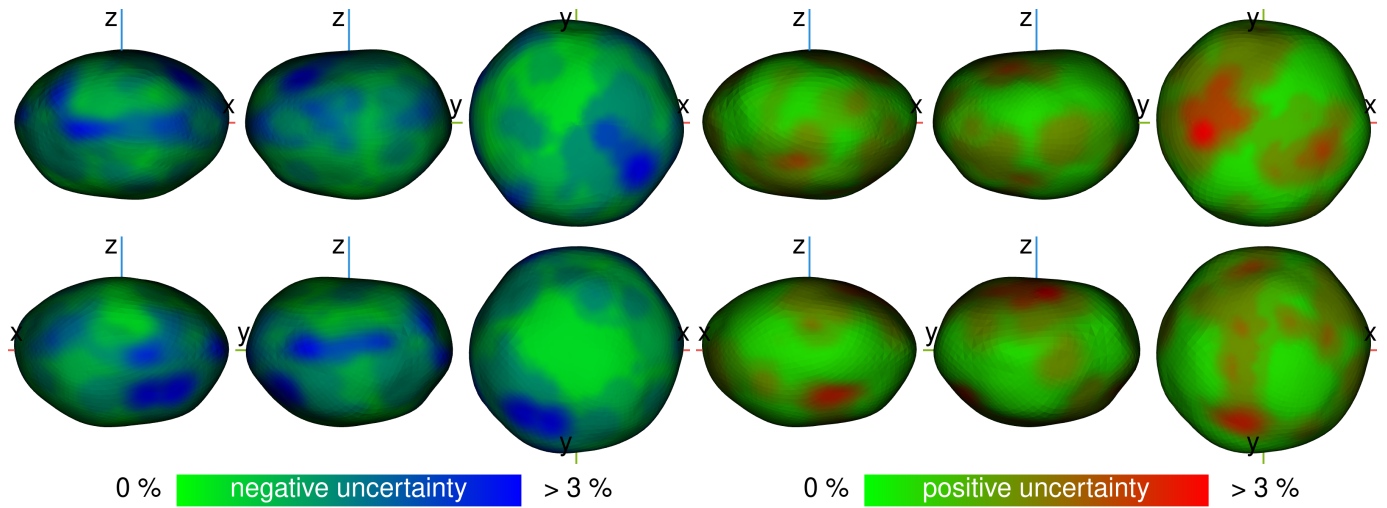 z z y z z y
x y x x y x
z z z z
x y x x y x
y y
0 % negative uncertainty > 3 % 0 % positive uncertainty > 3 %